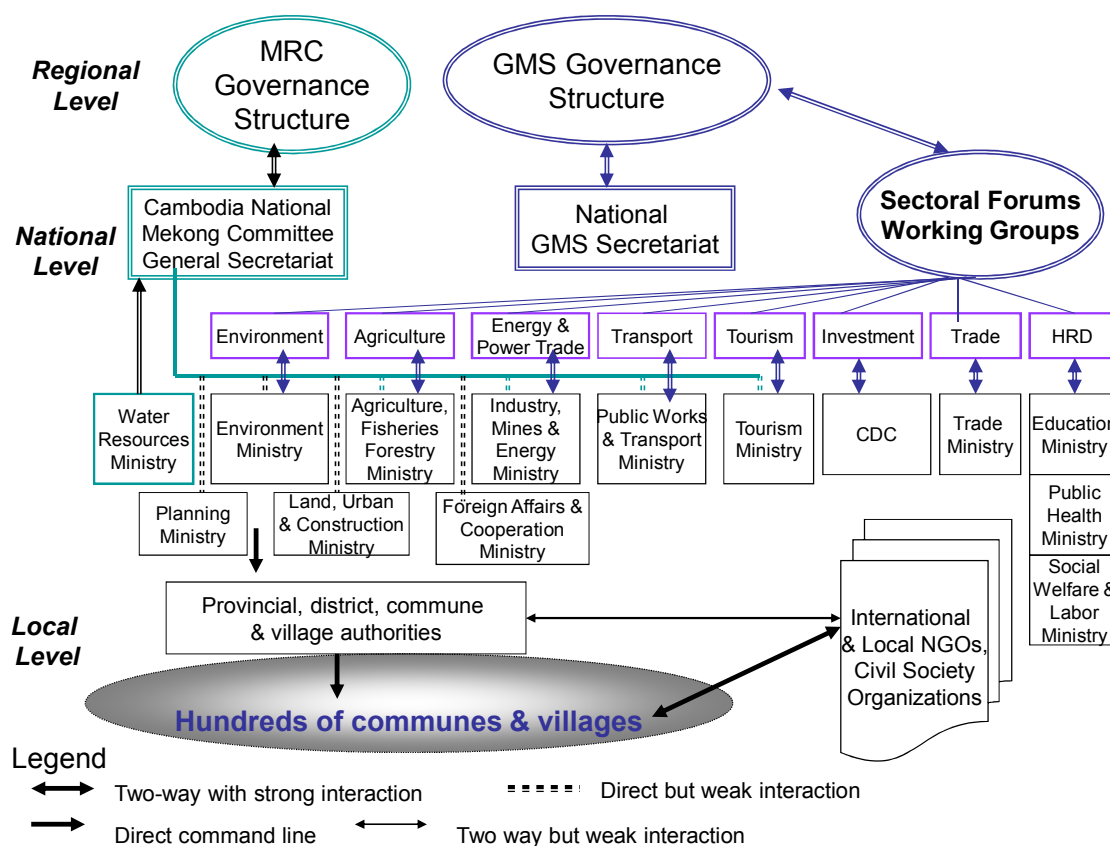 Regional
Level
MRC
Governance
Structure
GMS Governance
Structure
National
Level
Cambodia National
Mekong Committee
General Secretariat
National
GMS Secretariat
Sectoral Forums
Working Groups
Environment
Agriculture
Energy &
Power Trade
Transport
Tourism
Investment
Trade
HRD
Water
Resources
Ministry
Environment
Ministry
Agriculture,
Fisheries
Forestry
Ministry
Industry,
Mines &
Energy
Ministry
Public Works
& Transport
Ministry
Tourism
Ministry
CDC
Trade
Ministry
Education
Ministry
Planning
Ministry
Land, Urban
& Construction
Ministry
Foreign Affairs &
Cooperation
Ministry
Public
Health
Ministry
Social
Welfare &
Labor
Ministry
Local
Level
Provincial, district, commune
& village authorities
International
& Local NGOs,
Civil Society
Organizations
Hundreds of communes & villages
Legend
Two-way with strong interaction
Direct but weak interaction
Direct command line
Two way but weak interaction